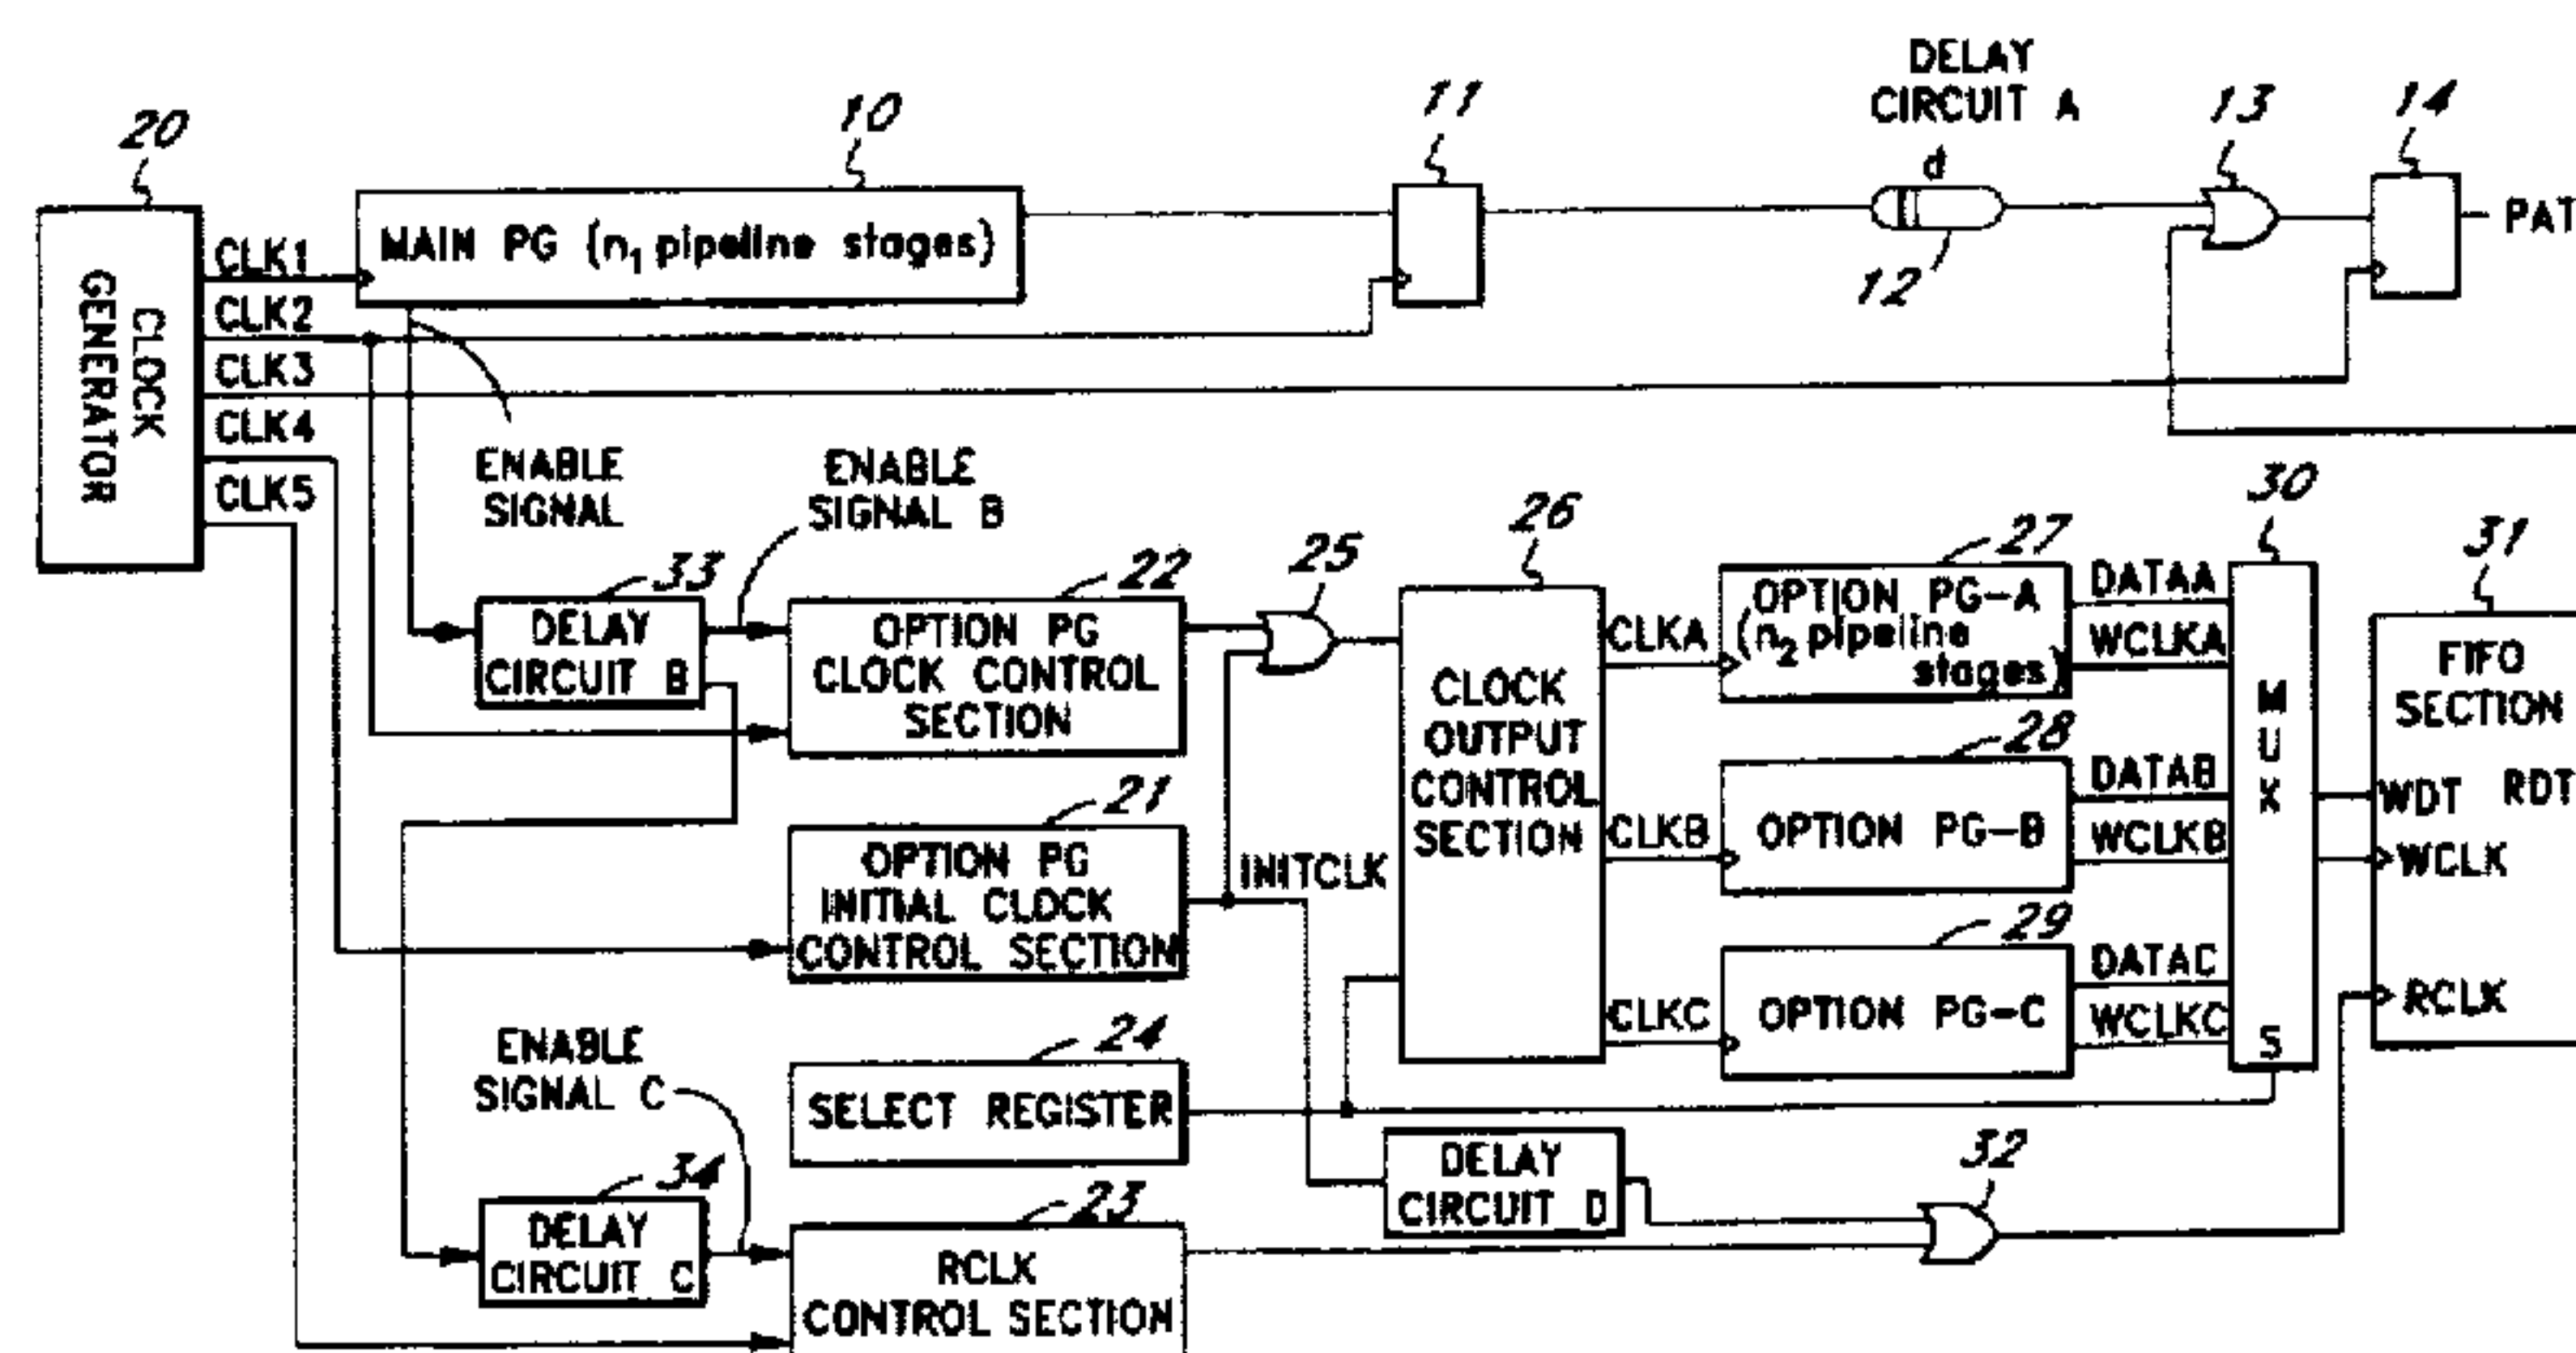 DELAY
CIRCUIT A
20
10
11
d
13
14
12
CLOCK
GENERATOR
CLK1
CLK2
CLK3
CLK4
CLK5
MAIN PG (n1 pipeline stages)
PAT
ENABLE
SIGNAL
ENABLE
SIGNAL B
33
DELAY
CIRCUIT B
22
OPTION PG
CLOCK CONTROL
SECTION
25
26
CLOCK
OUTPUT
CONTROL
SECTION
21
OPTION PG
INITIAL CLOCK
CONTROL SECTION
INITCLK
CLKA
CLKB
CLKC
27
OPTION PG-A
(n2 pipeline
stages)
28
OPTION PG-B
29
OPTION PG-C
DATAA
WCLKA
DATAB
WCLKB
DATAC
WCLKC
30
MUX
S
31
FIFO
SECTION
WDT RDT
WCLK
RCLK
24
SELECT REGISTER
ENABLE
SIGNAL C
34
DELAY
CIRCUIT C
23
RCLK
CONTROL SECTION
DELAY
CIRCUIT D
32